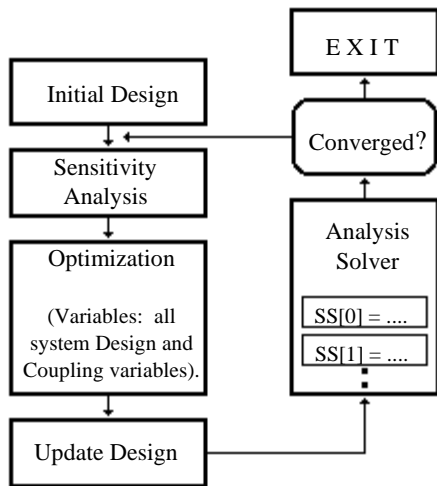 Initial Design
Sensitivity
Analysis
Optimization
(Variables: all
system Design and
Coupling variables).
Update Design
E X I T
Converged?
Analysis
Solver
SS[0] = ....
SS[1] = ....